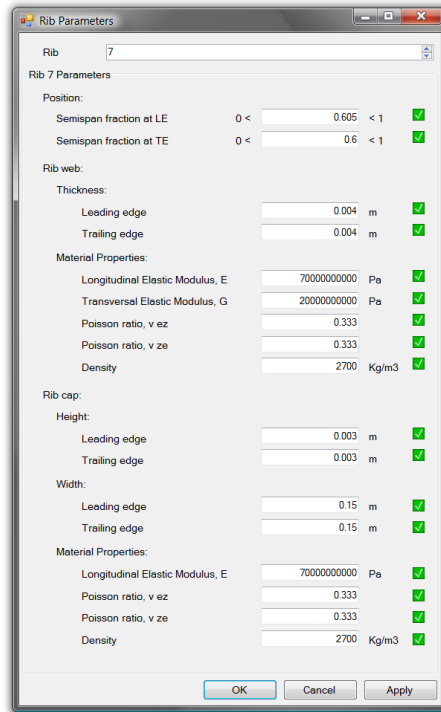 Rib Parameters
Rib 7
Rib 7 Parameters
Position:
Semispan fraction at LE 0 < 0.605 < 1
Semispan fraction at TE 0 < 0.6 < 1
Rib web:
Thickness:
Leading edge 0.004 m
Trailing edge 0.004 m
Material Properties:
Longitudinal Elastic Modulus, E 70000000000 Pa
Transversal Elastic Modulus, G 20000000000 Pa
Poisson ratio, v ez 0.333
Poisson ratio, v ze 0.333
Density 2700 Kg/m3
Rib cap:
Height:
Leading edge 0.003 m
Trailing edge 0.003 m
Width:
Leading edge 0.15 m
Trailing edge 0.15 m
Material Properties:
Longitudinal Elastic Modulus, E 70000000000 Pa
Poisson ratio, v ez 0.333
Poisson ratio, v ze 0.333
Density 2700 Kg/m3
OK Cancel Apply